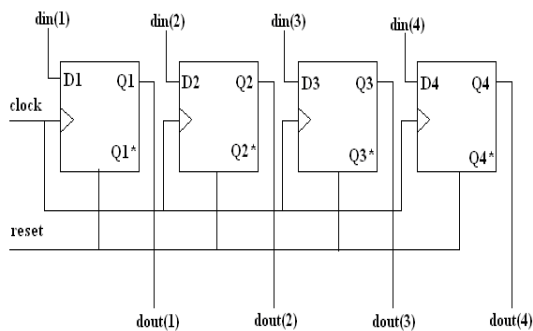 din(1) din(2) din(3) din(4)
D1 Q1 D2 Q2 D3 Q3 D4 Q4
clock
Q1* Q2* Q3* Q4*
reset
dout(1) dout(2) dout(3) dout(4)